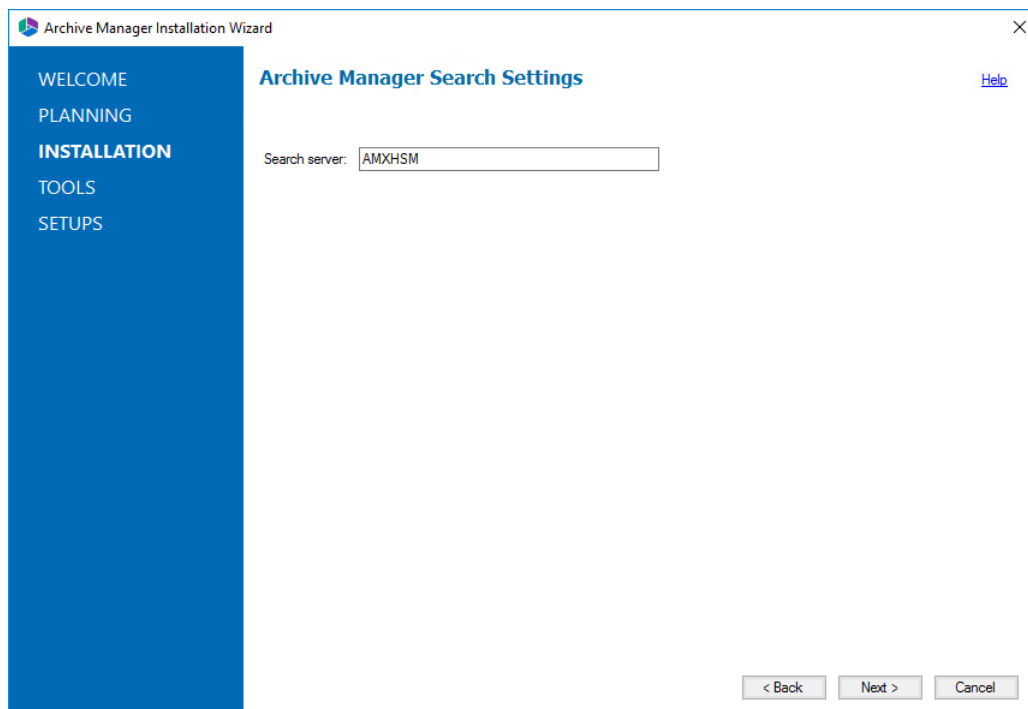 Archive Manager Installation Wizard
WELCOME
PLANNING
INSTALLATION
TOOLS
SETUPS
Archive Manager Search Settings
Help
Search server: AMXHSM
< Back Next > Cancel